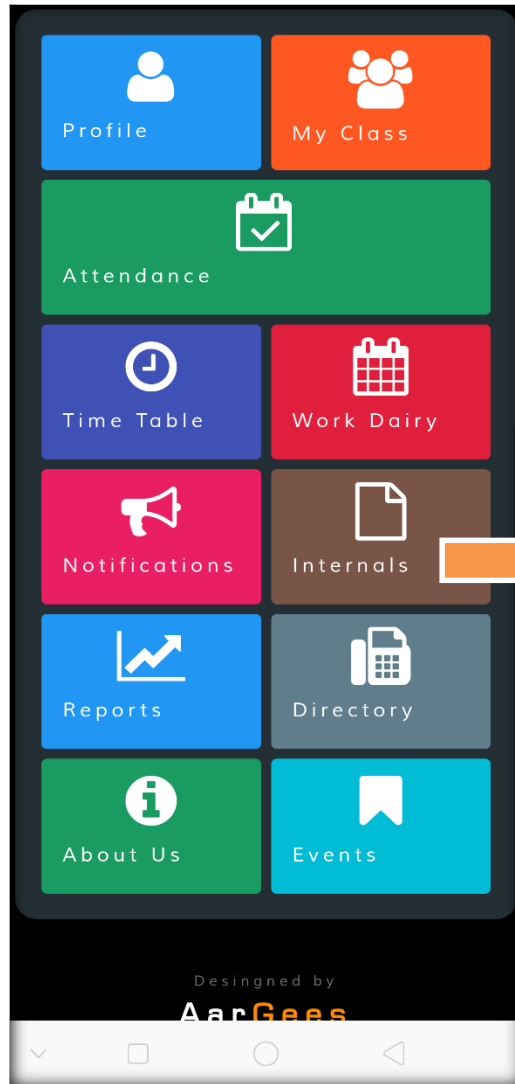 Profile
My Class
Attendance
Time Table
Work Dairy
Notifications
Internals
Reports
Directory
About Us
Events
Desingned by
AarGees